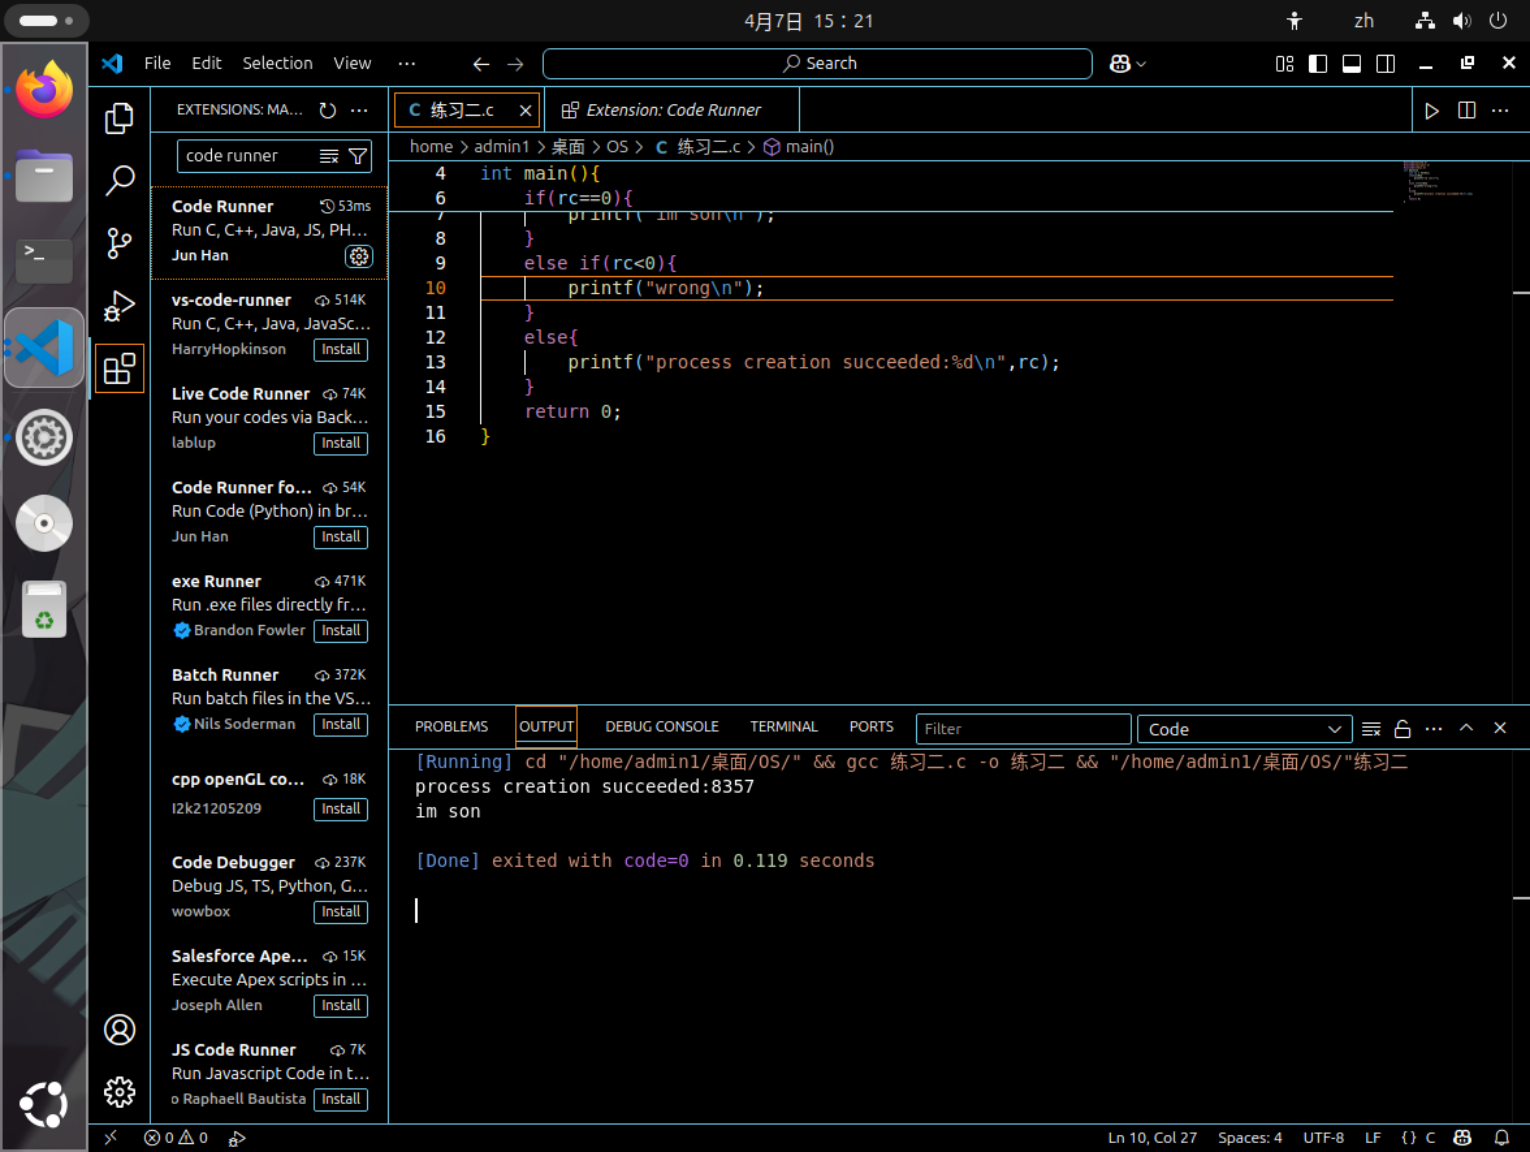 4月7日 15：21
zh
File Edit Selection View ···
Search
EXTENSIONS: MA... ···
code runner
Code Runner 53ms
Run C, C++, Java, JS, PH...
Jun Han
vs-code-runner 514K
Run C, C++, Java, JavaSc...
HarryHopkinson Install
Live Code Runner 74K
Run your codes via Back...
lablup Install
Code Runner fo... 54K
Run Code (Python) in br...
Jun Han Install
exe Runner 471K
Run .exe files directly fr...
Brandon Fowler Install
Batch Runner 372K
Run batch files in the VS...
Nils Soderman Install
cpp openGL co... 18K
l2k21205209 Install
Code Debugger 237K
Debug JS, TS, Python, G...
wowbox Install
Salesforce Ape... 15K
Execute Apex scripts in ...
Joseph Allen Install
JS Code Runner 7K
Run Javascript Code in t...
o Raphaell Bautista Install
C 练习二.c Extension: Code Runner
home > admin1 > 桌面 > OS > C 练习二.c > main()
4 int main(){
6 if(rc==0){
7 printf("im son\n");
8 }
9 else if(rc<0){
10 printf("wrong\n");
11 }
12 else{
13 printf("process creation succeeded:%d\n",rc);
14 }
15 return 0;
16 }
PROBLEMS OUTPUT DEBUG CONSOLE TERMINAL PORTS Filter Code
[Running] cd "/home/admin1/桌面/OS/" && gcc 练习二.c -o 练习二 && "/home/admin1/桌面/OS/"练习二
process creation succeeded:8357
im son
[Done] exited with code=0 in 0.119 seconds
0 0 Ln 10, Col 27 Spaces: 4 UTF-8 LF {} C